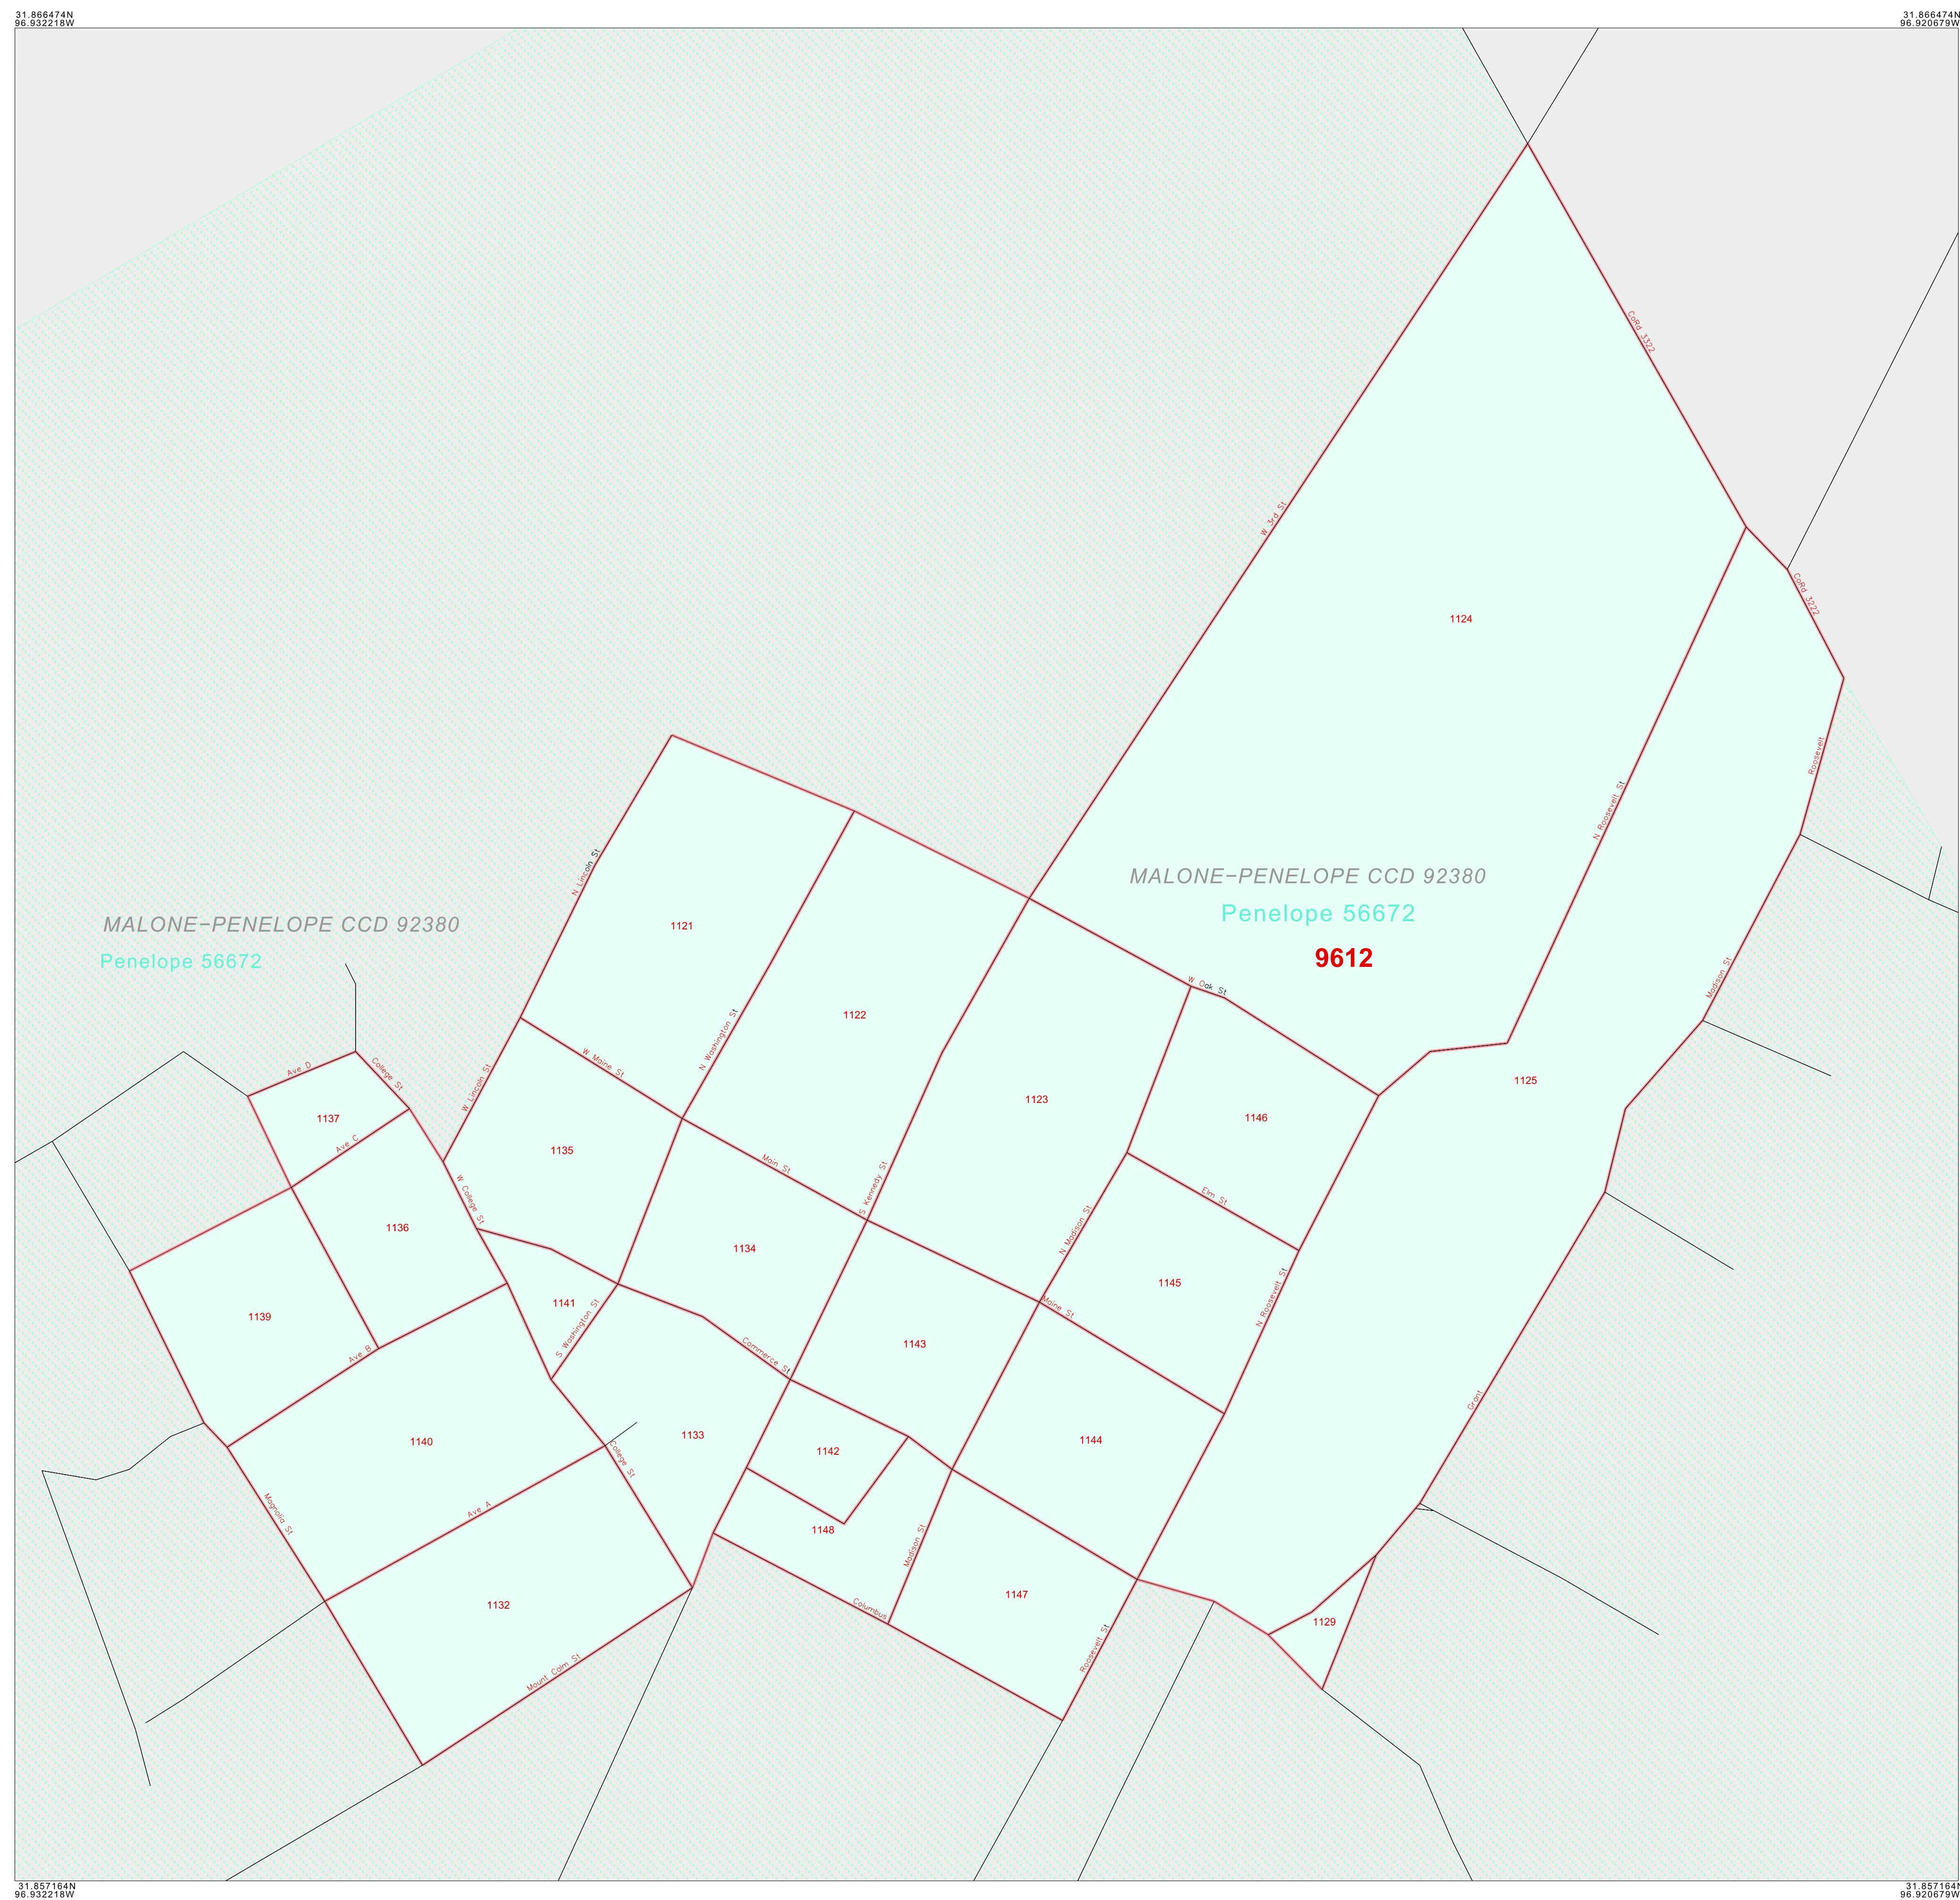 31.866474N
96.932218W
31.866474N
96.920679W
CoRd 3322
W 3rd St
CoRd 3222
1124
Roosevelt
N Roosevelt St
N Lincoln St
MALONE-PENELOPE CCD 92380
Penelope 56672
9612
MALONE-PENELOPE CCD 92380
Penelope 56672
1121
W Oak St
Madison St
1122
N Washington St
W Maine St
Ave D
College St
W Lincoln St
1125
1123
1146
1137
Ave C
1135
Main St
S Kennedy St
Elm St
W College St
1136
N Madison St
1134
1145
N Roosevelt St
1141
Maine St
1139
S Washington St
1143
Ave B
Commerce St
Grant
1140
1133
1142
1144
College St
Magnolia St
Ave A
1148
Madison St
1132
1147
Columbus
1129
Roosevelt St
Mount Calm St
31.857164N
96.932218W
31.857164N
96.920679W